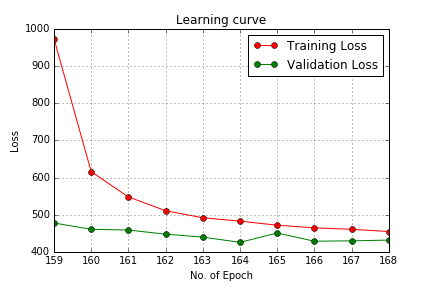 Learning curve
Training Loss
Validation Loss
1000
900
800
700
600
500
400
Loss
159 160 161 162 163 164 165 166 167 168
No. of Epoch